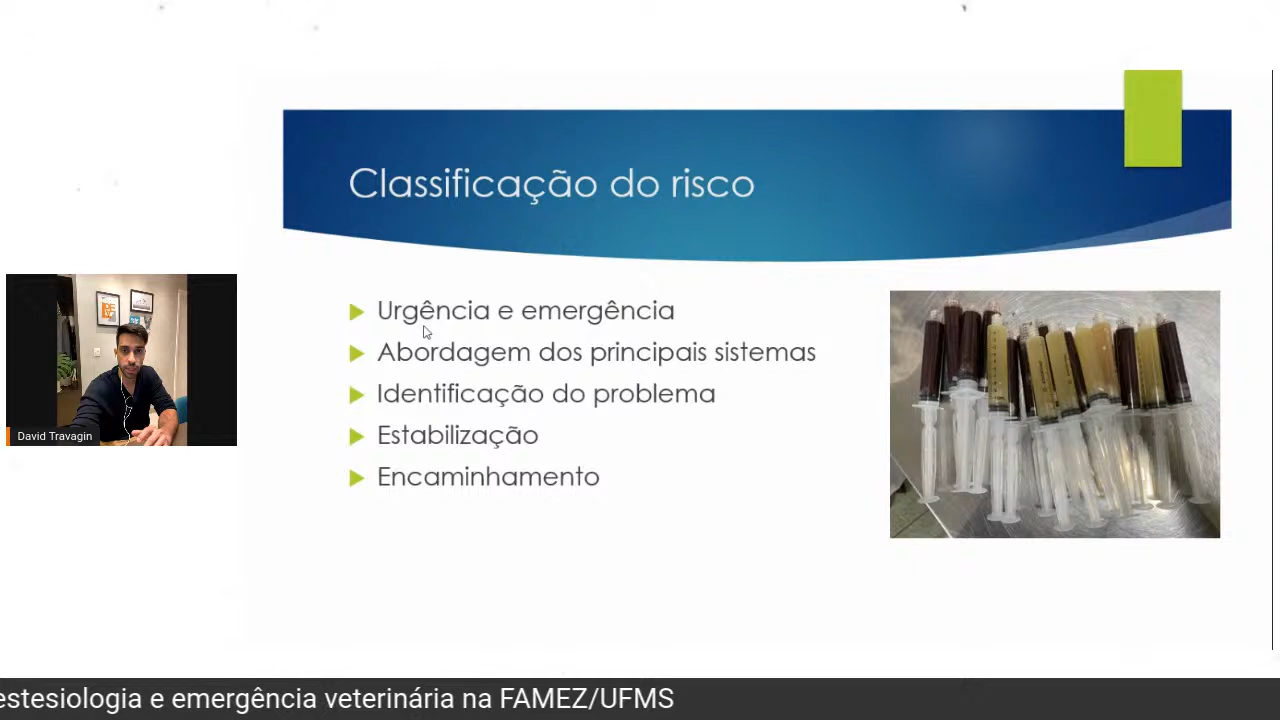 Classificação do risco
Urgência e emergência
Abordagem dos principais sistemas
Identificação do problema
Estabilização
Encaminhamento
David Travagin
estesiologia e emergência veterinária na FAMEZ/UFMS